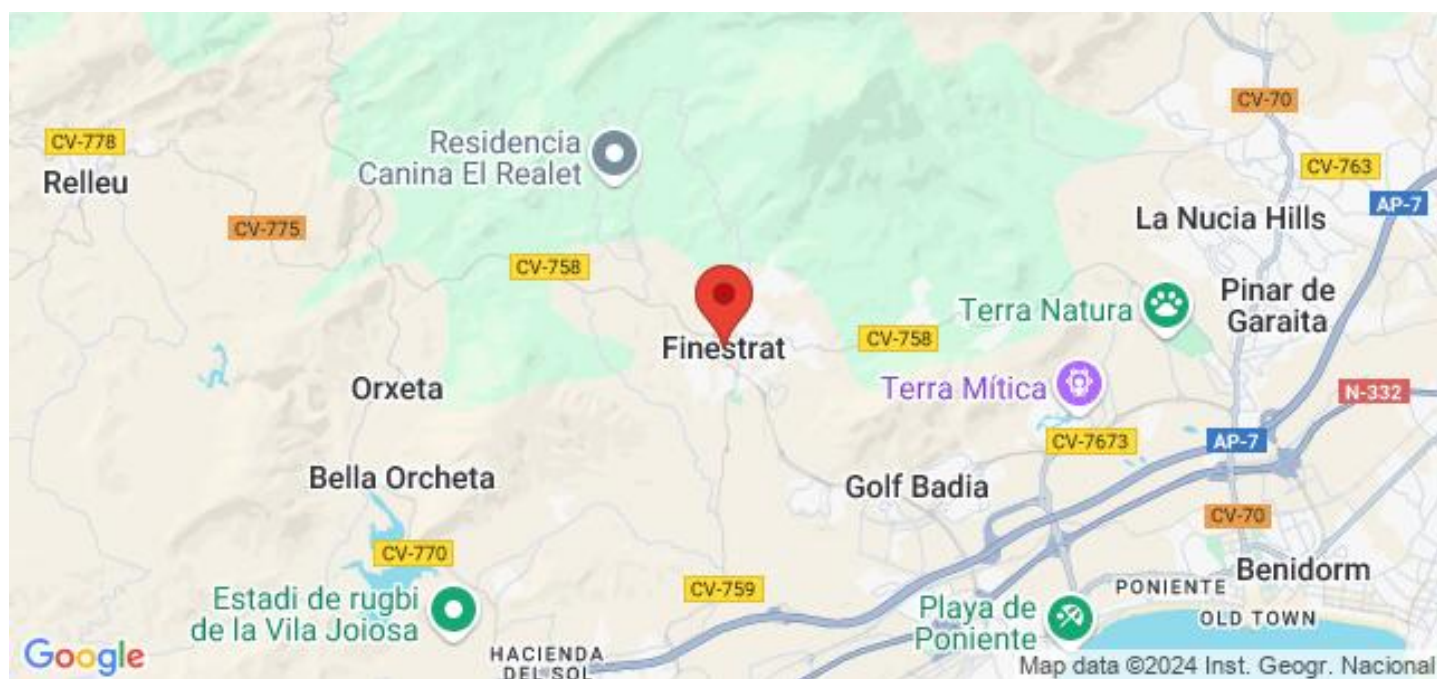 CV-70
CV-778
Residencia
Canina El Realet
CV-763
Relleu
AP-7
La Nucia Hills
CV-775
CV-758
Terra Natura
Pinar de
Garaita
CV-758
Finestrat
Orxeta
Terra Mítica
N-332
CV-7673
AP-7
Bella Orcheta
Golf Badia
CV-70
CV-770
Benidorm
PONIENTE
CV-759
Estadi de rugbi
de la Vila Joiosa
Playa de
Poniente
OLD TOWN
HACIENDA
DEL SOL
Google
Map data ©2024 Inst. Geogr. Nacional